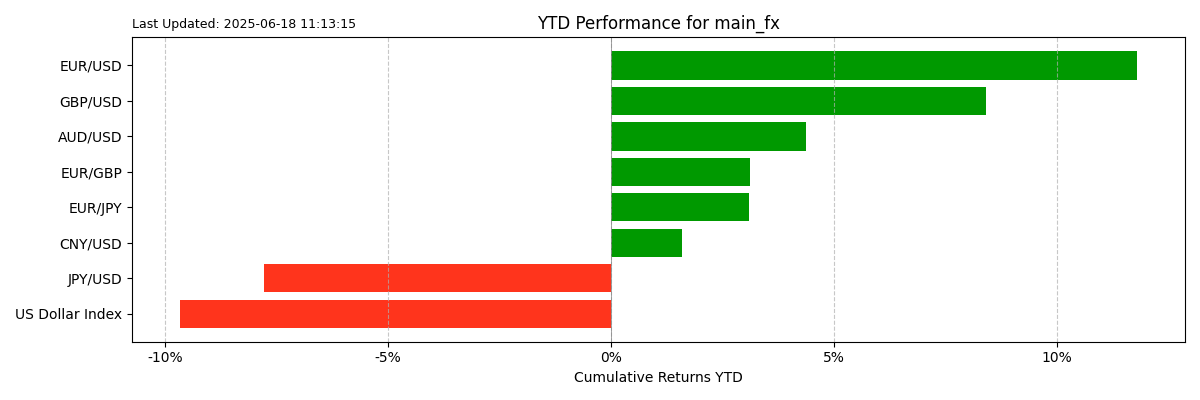 Last Updated: 2025-06-18 11:13:15
YTD Performance for main_fx
EUR/USD
GBP/USD
AUD/USD
EUR/GBP
EUR/JPY
CNY/USD
JPY/USD
US Dollar Index
-10% -5% 0% 5% 10%
Cumulative Returns YTD